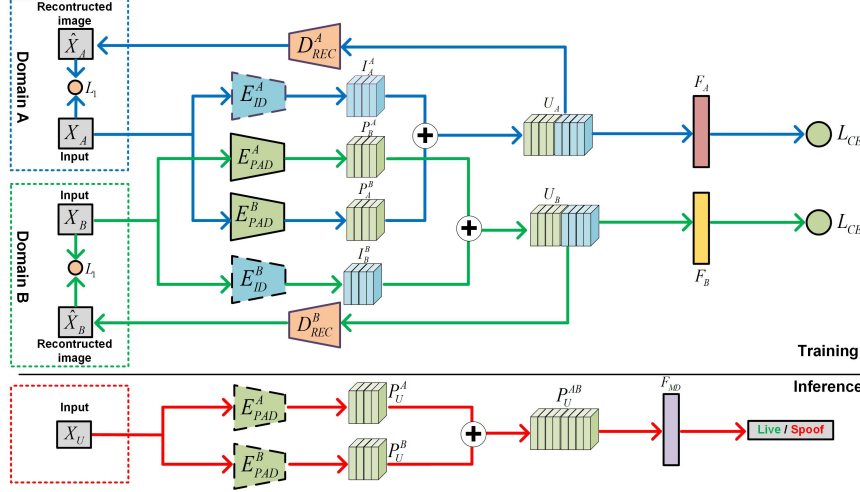 Reconstructed
image
X̂_A
D^A_REC
L_1
E^A_ID
I^A_A
Domain A
X_A
Input
U_A
F_A
L_CE
E^A_PAD
P^A_B
E^B_PAD
P^B_A
Input
X_B
U_B
F_B
L_CE
Domain B
L_1
E^B_ID
I^B_B
X̂_B
D^B_REC
Reconstructed
image
Training
Inference
Input
X_U
E^A_PAD
P^A_U
E^B_PAD
P^B_U
P^AB_U
F_MD
Live / Spoof